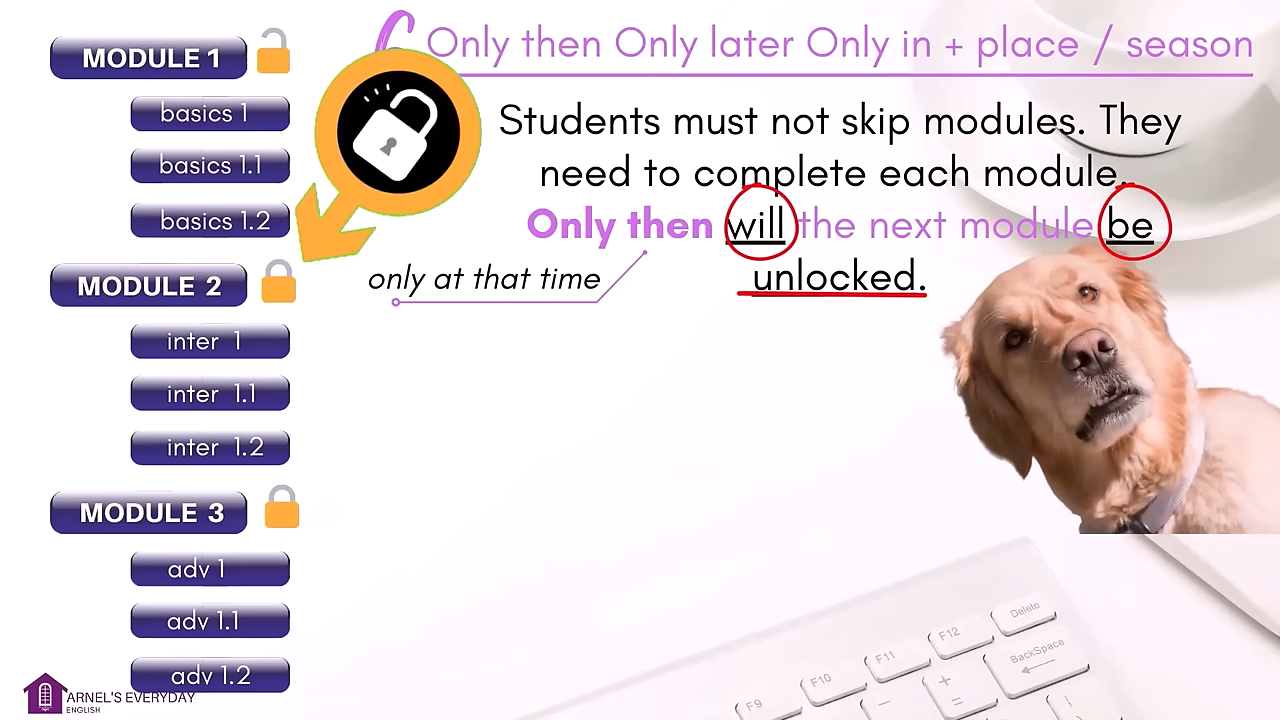 MODULE 1
basics 1
basics 1.1
basics 1.2
MODULE 2
inter 1
inter 1.1
inter 1.2
MODULE 3
adv 1
adv 1.1
adv 1.2
ARNEL'S EVERYDAY
ENGLISH
Only then Only later Only in + place / season
Students must not skip modules. They
need to complete each module.
Only then will the next module be
unlocked.
only at that time
Delete
F12
BackSpace
F11
F10
+
=
F9
–